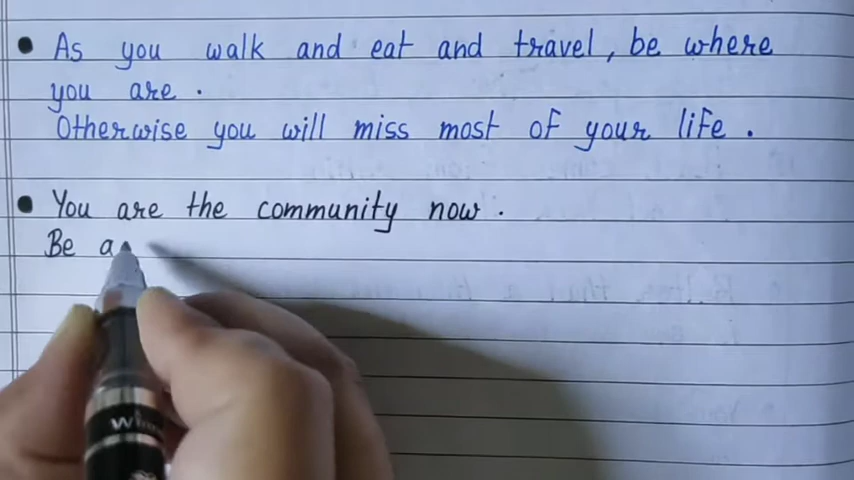 • As you walk and eat and travel, be where
you are.
Otherwise you will miss most of your life.
• You are the community now.
Be a